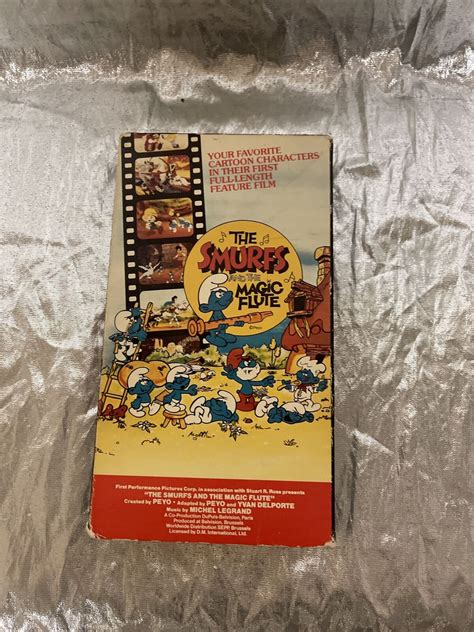 YOUR FAVORITE
CARTOON CHARACTERS
IN THEIR FIRST
FULL-LENGTH
FEATURE FILM
THE
SMURFS
AND THE
MAGIC
FLUTE
First Performance Pictures Corp. in association with Stuart R. Ross presents
"THE SMURFS AND THE MAGIC FLUTE"
Created by PEYO • Adapted by PEYO and YVAN DELPORTE
Music by MICHEL LEGRAND
A Co-Production DuPuis-Belvision, Paris
Produced at Belvision, Brussels
Worldwide Distribution SEPP, Brussels
Licensed by D.M. International, Ltd.